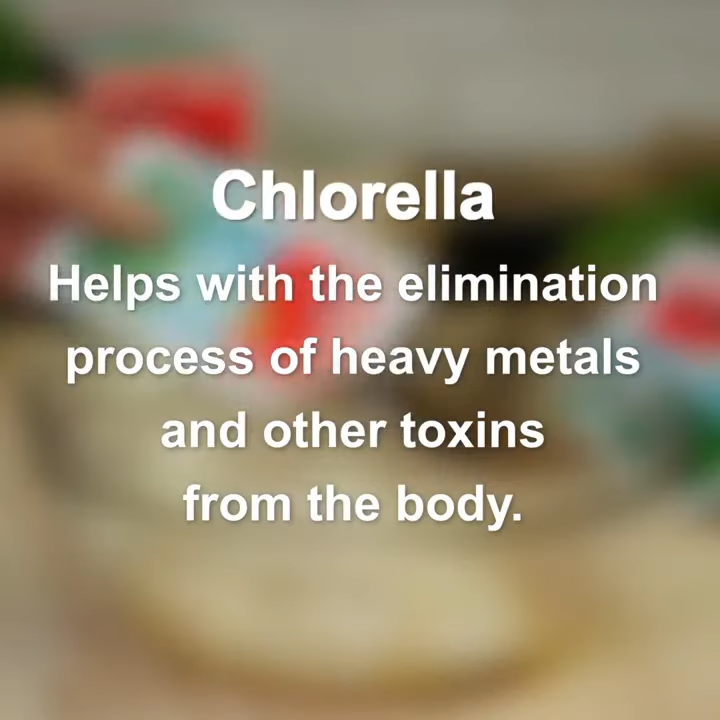 Chlorella
Helps with the elimination
process of heavy metals
and other toxins
from the body.